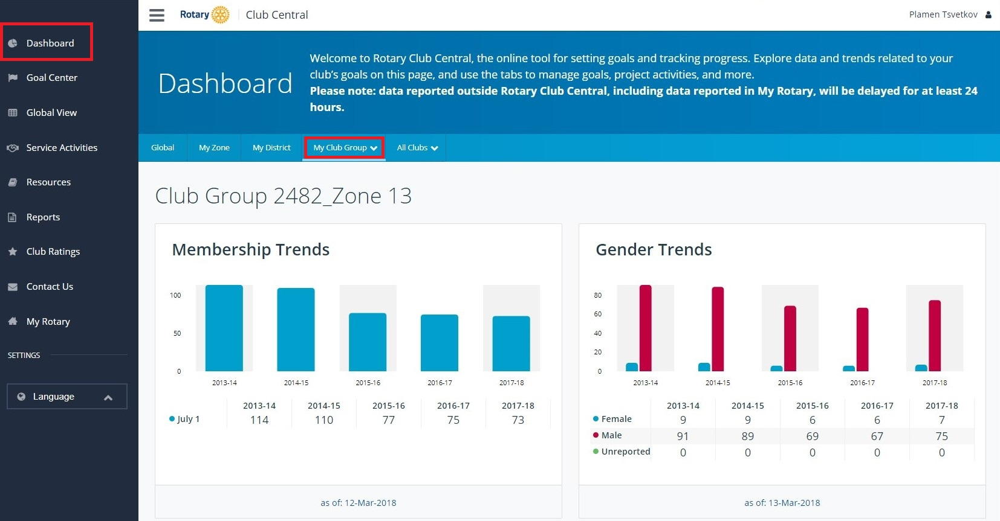 Rotary
Club Central
Plamen Tsvetkov
Dashboard
Goal Center
Global View
Service Activities
Resources
Reports
Club Ratings
Contact Us
My Rotary
SETTINGS
Language
Dashboard
Welcome to Rotary Club Central, the online tool for setting goals and tracking progress. Explore data and trends related to your
club's goals on this page, and use the tabs to manage goals, project activities, and more.
Please note: data reported outside Rotary Club Central, including data reported in My Rotary, will be delayed for at least 24
hours.
Global My Zone My District My Club Group All Clubs
Club Group 2482_Zone 13
Membership Trends
100
50
0
2013-14 2014-15 2015-16 2016-17 2017-18
2013-14 2014-15 2015-16 2016-17 2017-18
July 1 114 110 77 75 73
as of: 12-Mar-2018
Gender Trends
80
60
40
20
0
2013-14 2014-15 2015-16 2016-17 2017-18
2013-14 2014-15 2015-16 2016-17 2017-18
Female 9 9 6 6 7
Male 91 89 69 67 75
Unreported 0 0 0 0 0
as of: 13-Mar-2018